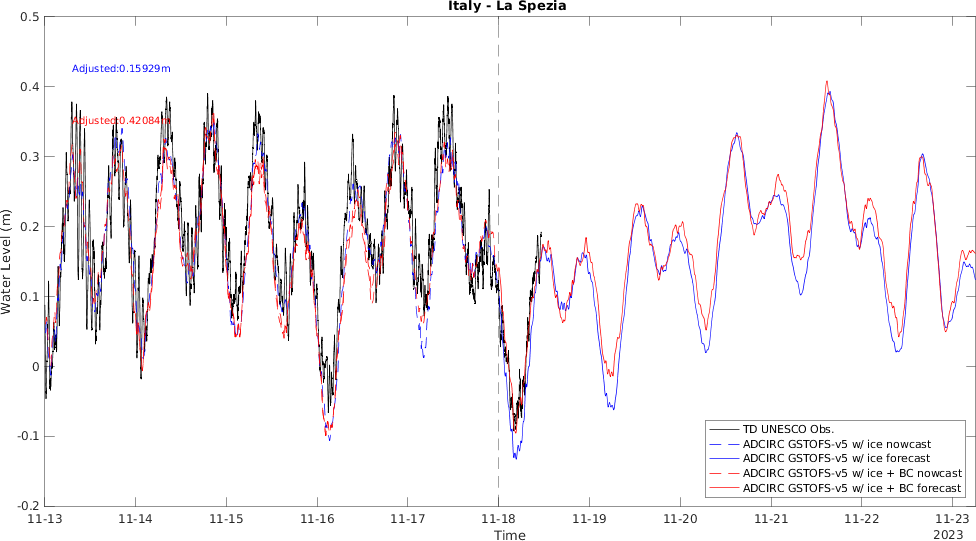 Italy - La Spezia
Water Level (m)
0.5
0.4
0.3
0.2
0.1
0
-0.1
-0.2
Adjusted:0.15929m
Adjusted:0.42084m
TD UNESCO Obs.
ADCIRC GSTOFS-v5 w/ ice nowcast
ADCIRC GSTOFS-v5 w/ ice forecast
ADCIRC GSTOFS-v5 w/ ice + BC nowcast
ADCIRC GSTOFS-v5 w/ ice + BC forecast
11-13 11-14 11-15 11-16 11-17 11-18 11-19 11-20 11-21 11-22 11-23
Time
2023